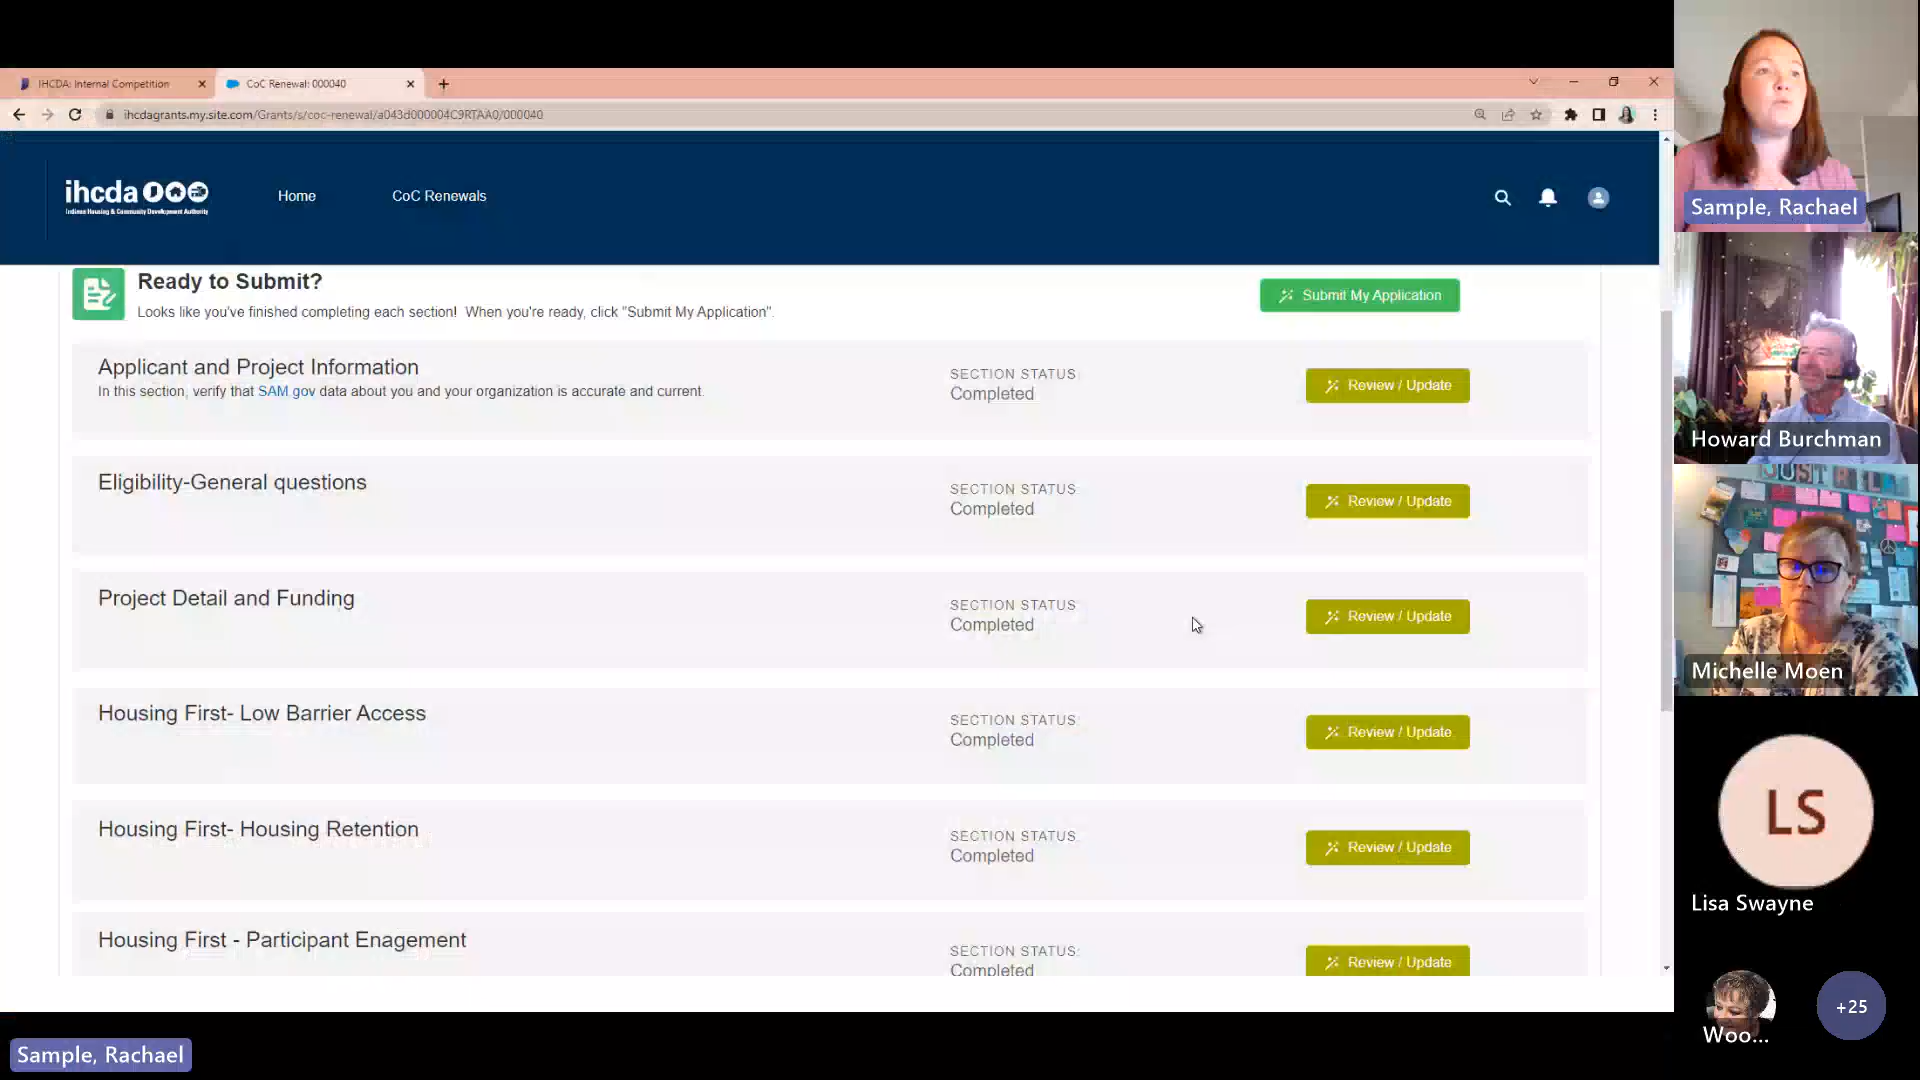 IHCDA: Internal Competition
CoC Renewal: 000040
ihcdagrants.my.site.com/Grants/s/coc-renewal/a043d000004C9RTAA0/000040
ihcda
Indiana Housing & Community Development Authority
Home
CoC Renewals
Ready to Submit?
Looks like you've finished completing each section! When you're ready, click "Submit My Application".
Submit My Application
Applicant and Project Information
In this section, verify that SAM.gov data about you and your organization is accurate and current.
SECTION STATUS:
Completed
Review / Update
Eligibility-General questions
SECTION STATUS:
Completed
Review / Update
Project Detail and Funding
SECTION STATUS
Completed
Review / Update
Housing First- Low Barrier Access
SECTION STATUS:
Completed
Review / Update
Housing First- Housing Retention
SECTION STATUS:
Completed
Review / Update
Housing First - Participant Enagement
SECTION STATUS:
Completed
Review / Update
Sample, Rachael
Howard Burchman
Michelle Moen
LS
Lisa Swayne
Woo...
+25
Sample, Rachael